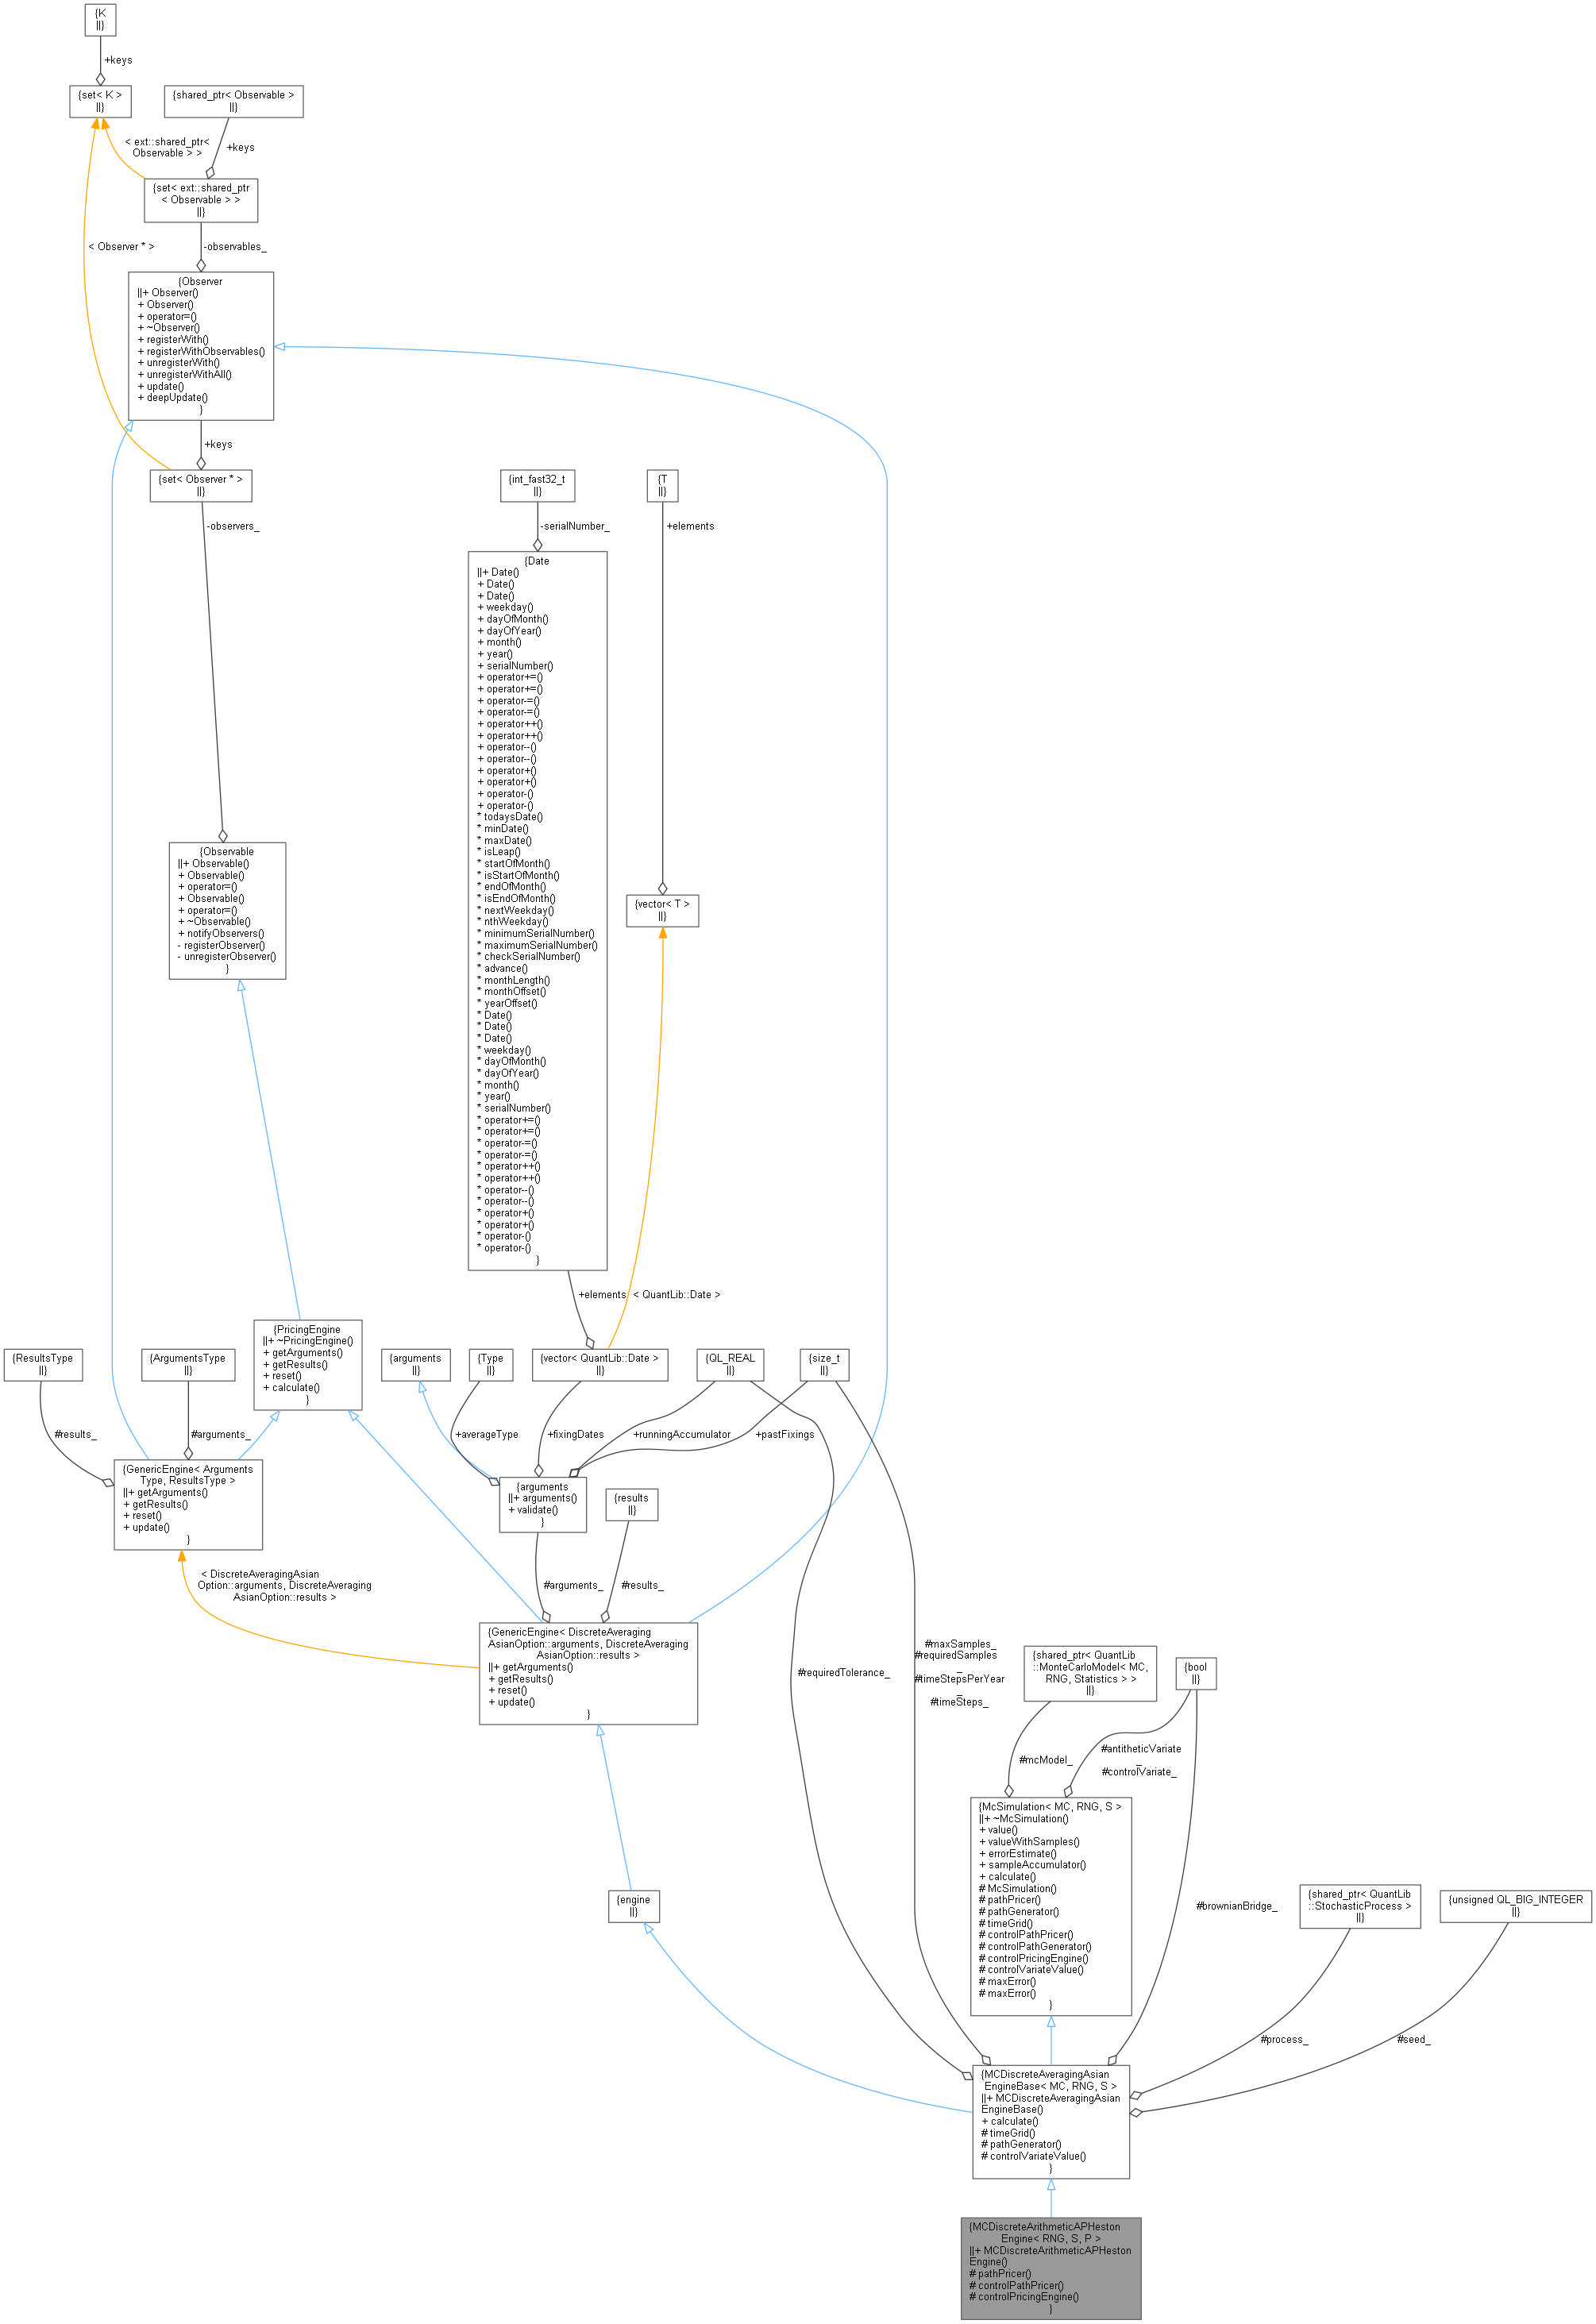 {K
||}
+keys
{set< K >
||}
{shared_ptr< Observable >
||}
< ext::shared_ptr<
Observable > >
+keys
{set< ext::shared_ptr
< Observable > >
||}
< Observer * >
-observables_
{Observer
||+ Observer()
+ Observer()
+ operator=()
+ ~Observer()
+ registerWith()
+ registerWithObservables()
+ unregisterWith()
+ unregisterWithAll()
+ update()
+ deepUpdate()
}
+keys
{set< Observer * >
||}
{int_fast32_t
||}
{T
||}
-observers_
-serialNumber_
+elements
{Date
||+ Date()
+ Date()
+ Date()
+ weekday()
+ dayOfMonth()
+ dayOfYear()
+ month()
+ year()
+ serialNumber()
+ operator+=()
+ operator+=()
+ operator-=()
+ operator-=()
+ operator++()
+ operator++()
+ operator--()
+ operator--()
+ operator+()
+ operator+()
+ operator-()
+ operator-()
* todaysDate()
* minDate()
* maxDate()
* isLeap()
* startOfMonth()
* isStartOfMonth()
* endOfMonth()
* isEndOfMonth()
* nextWeekday()
* nthWeekday()
* minimumSerialNumber()
* maximumSerialNumber()
* checkSerialNumber()
* advance()
* monthLength()
* monthOffset()
* yearOffset()
* Date()
* Date()
* Date()
* weekday()
* dayOfMonth()
* dayOfYear()
* month()
* year()
* serialNumber()
* operator+=()
* operator+=()
* operator-=()
* operator-=()
* operator++()
* operator++()
* operator--()
* operator--()
* operator+()
* operator+()
* operator-()
* operator-()
}
{Observable
||+ Observable()
+ Observable()
+ operator=()
+ Observable()
+ operator=()
+ ~Observable()
+ notifyObservers()
- registerObserver()
- unregisterObserver()
}
{vector< T >
||}
+elements
< QuantLib::Date >
{PricingEngine
||+ ~PricingEngine()
+ getArguments()
+ getResults()
+ reset()
+ calculate()
}
{ResultsType
||}
{ArgumentsType
||}
{arguments
||}
{Type
||}
{vector< QuantLib::Date >
||}
{QL_REAL
||}
{size_t
||}
#results_
#arguments_
+averageType
+fixingDates
+runningAccumulator
+pastFixings
{GenericEngine< Arguments
Type, ResultsType >
||+ getArguments()
+ getResults()
+ reset()
+ update()
}
{arguments
||+ arguments()
+ validate()
}
{results
||}
< DiscreteAveragingAsian
Option::arguments, DiscreteAveraging
AsianOption::results >
#arguments_
#results_
{GenericEngine< DiscreteAveraging
AsianOption::arguments, DiscreteAveraging
AsianOption::results >
||+ getArguments()
+ getResults()
+ reset()
+ update()
}
#requiredTolerance_
#maxSamples_
#requiredSamples
_
#timeStepsPerYear
_
#timeSteps_
{shared_ptr< QuantLib
::MonteCarloModel< MC,
RNG, Statistics > >
||}
{bool
||}
#mcModel_
#antitheticVariate
_
#controlVariate_
{McSimulation< MC, RNG, S >
||+ ~McSimulation()
+ value()
+ valueWithSamples()
+ errorEstimate()
+ sampleAccumulator()
+ calculate()
# McSimulation()
# pathPricer()
# pathGenerator()
# timeGrid()
# controlPathPricer()
# controlPathGenerator()
# controlPricingEngine()
# controlVariateValue()
# maxError()
# maxError()
}
{engine
||}
#brownianBridge_
{shared_ptr< QuantLib
::StochasticProcess >
||}
{unsigned QL_BIG_INTEGER
||}
#process_
#seed_
{MCDiscreteAveragingAsian
EngineBase< MC, RNG, S >
||+ MCDiscreteAveragingAsian
EngineBase()
+ calculate()
# timeGrid()
# pathGenerator()
# controlVariateValue()
}
{MCDiscreteArithmeticAPHeston
Engine< RNG, S, P >
||+ MCDiscreteArithmeticAPHeston
Engine()
# pathPricer()
# controlPathPricer()
# controlPricingEngine()
}